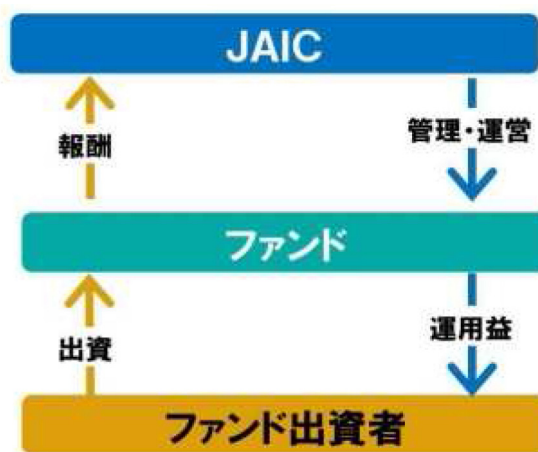 JAIC
報酬
管理・運営
ファンド
出資
運用益
ファンド出資者